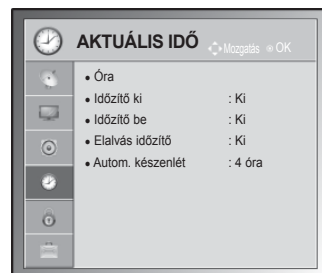 AKTUÁLIS IDŐ Mozgatás OK
• Óra
• Időzítő ki : Ki
• Időzítő be : Ki
• Elalvás időzítő : Ki
• Autom. készenlét : 4 óra